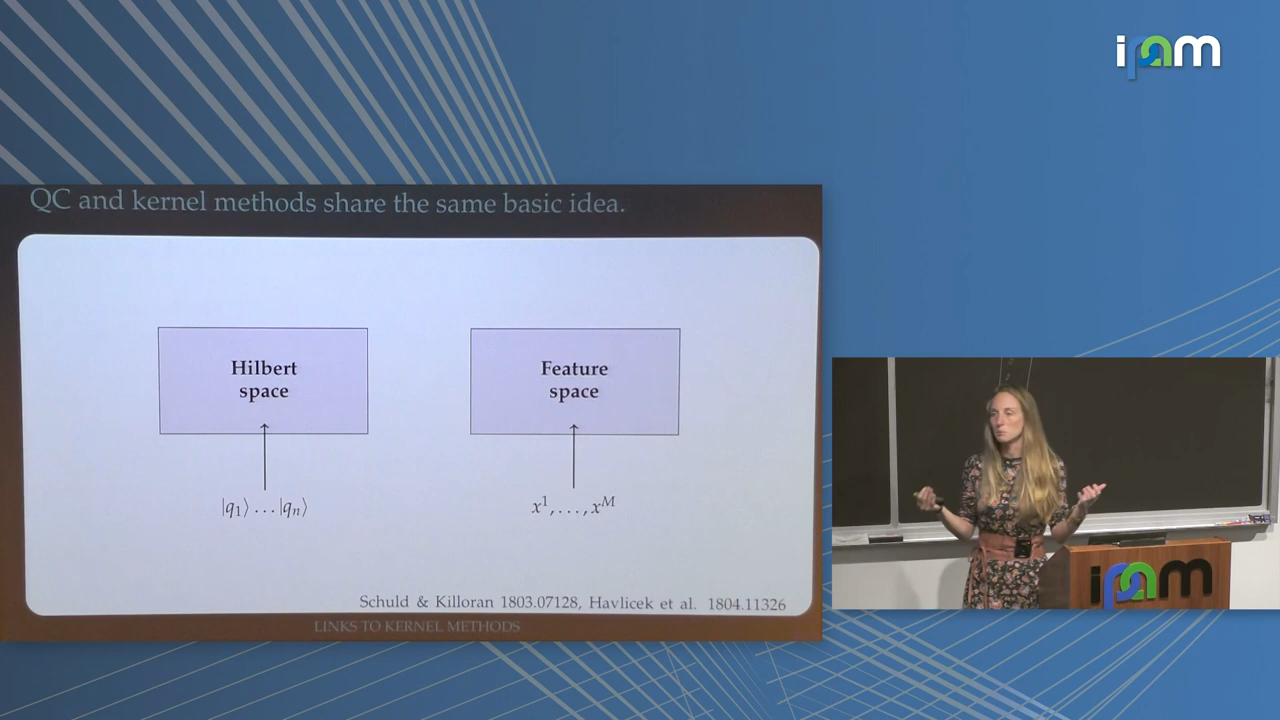 ipam
QC and kernel methods share the same basic idea.
Hilbert
space
Feature
space
|q₁⟩ ... |qₙ⟩
x¹, ..., xᴹ
Schuld & Killoran 1803.07128, Havlicek et al. 1804.11326
LINKS TO KERNEL METHODS
ipam